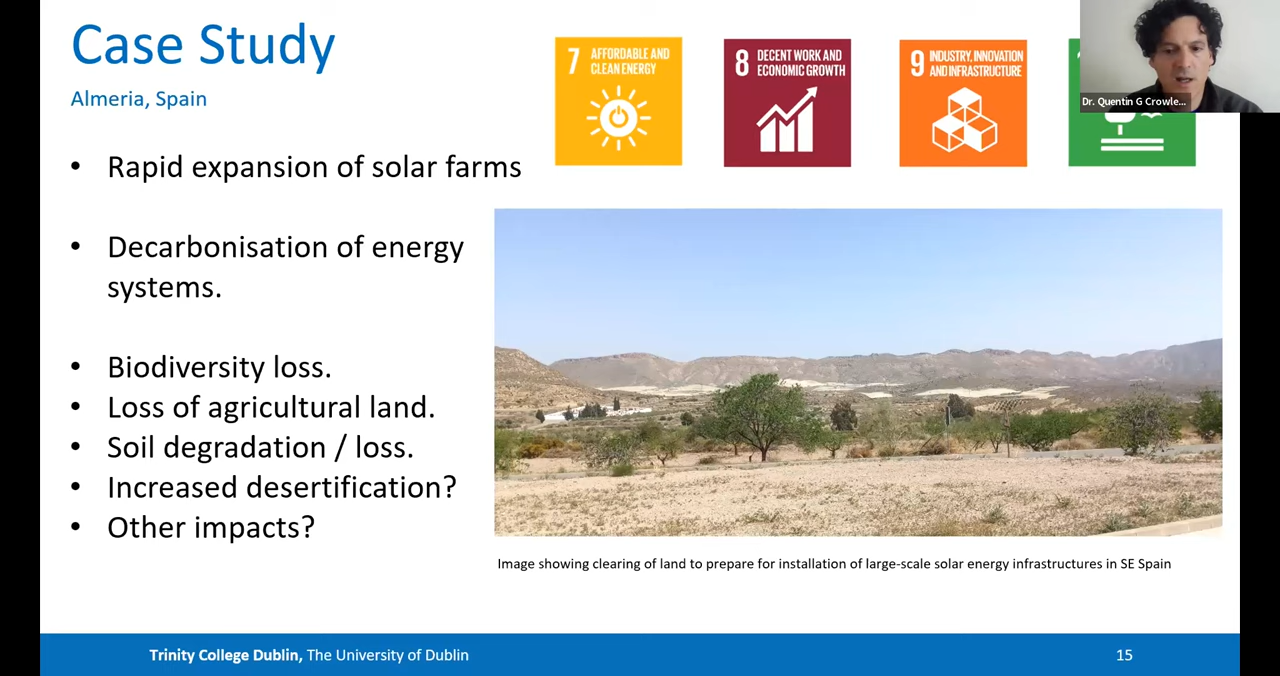 Case Study
Almeria, Spain
7 AFFORDABLE AND
CLEAN ENERGY
8 DECENT WORK AND
ECONOMIC GROWTH
9 INDUSTRY, INNOVATION
AND INFRASTRUCTURE
Dr. Quentin G Crowle...
• Rapid expansion of solar farms
• Decarbonisation of energy
systems.
• Biodiversity loss.
• Loss of agricultural land.
• Soil degradation / loss.
• Increased desertification?
• Other impacts?
Image showing clearing of land to prepare for installation of large-scale solar energy infrastructures in SE Spain
Trinity College Dublin, The University of Dublin
15